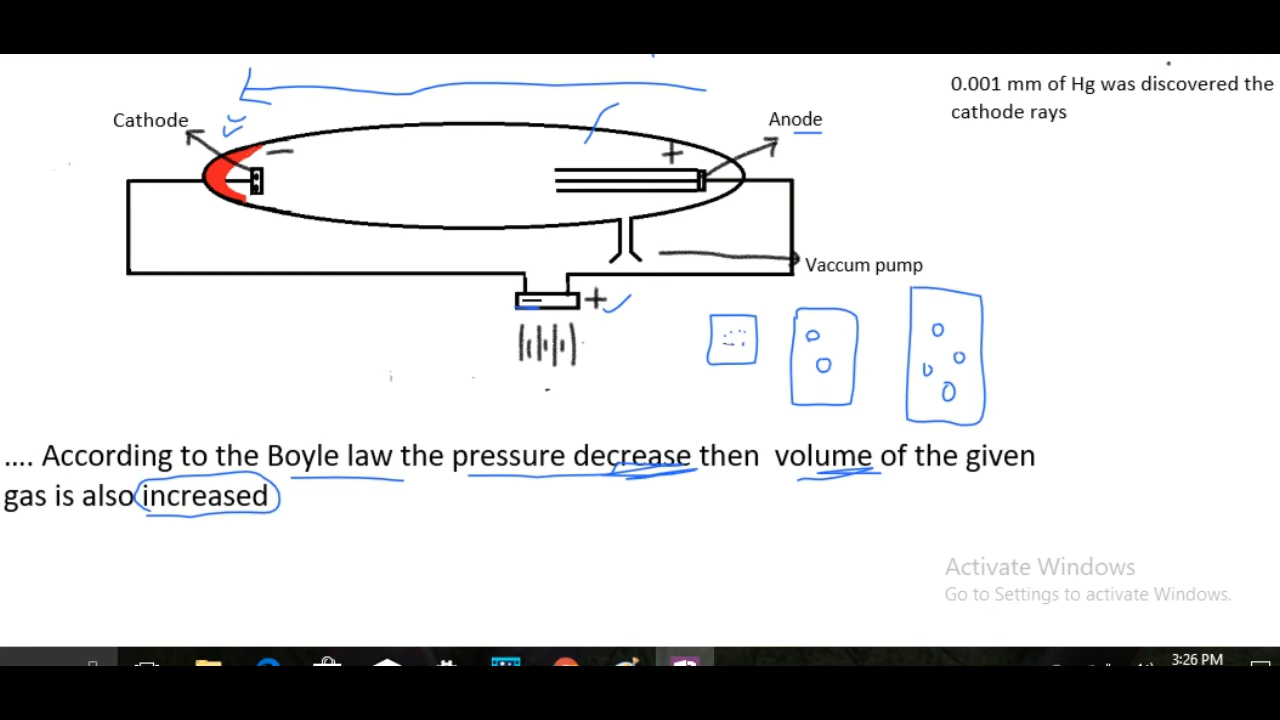 0.001 mm of Hg was discovered the
cathode rays
Cathode
Anode
−
+
Vaccum pump
− +
.... According to the Boyle law the pressure decrease then volume of the given
gas is also increased
Activate Windows
Go to Settings to activate Windows.
3:26 PM